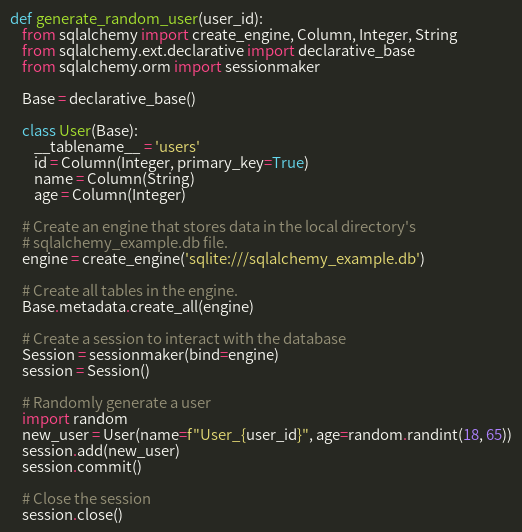 def generate_random_user(user_id):
    from sqlalchemy import create_engine, Column, Integer, String
    from sqlalchemy.ext.declarative import declarative_base
    from sqlalchemy.orm import sessionmaker

    Base = declarative_base()

    class User(Base):
        __tablename__ = 'users'
        id = Column(Integer, primary_key=True)
        name = Column(String)
        age = Column(Integer)

    # Create an engine that stores data in the local directory's
    # sqlalchemy_example.db file.
    engine = create_engine('sqlite:///sqlalchemy_example.db')

    # Create all tables in the engine.
    Base.metadata.create_all(engine)

    # Create a session to interact with the database
    Session = sessionmaker(bind=engine)
    session = Session()

    # Randomly generate a user
    import random
    new_user = User(name=f"User_{user_id}", age=random.randint(18, 65))
    session.add(new_user)
    session.commit()

    # Close the session
    session.close()